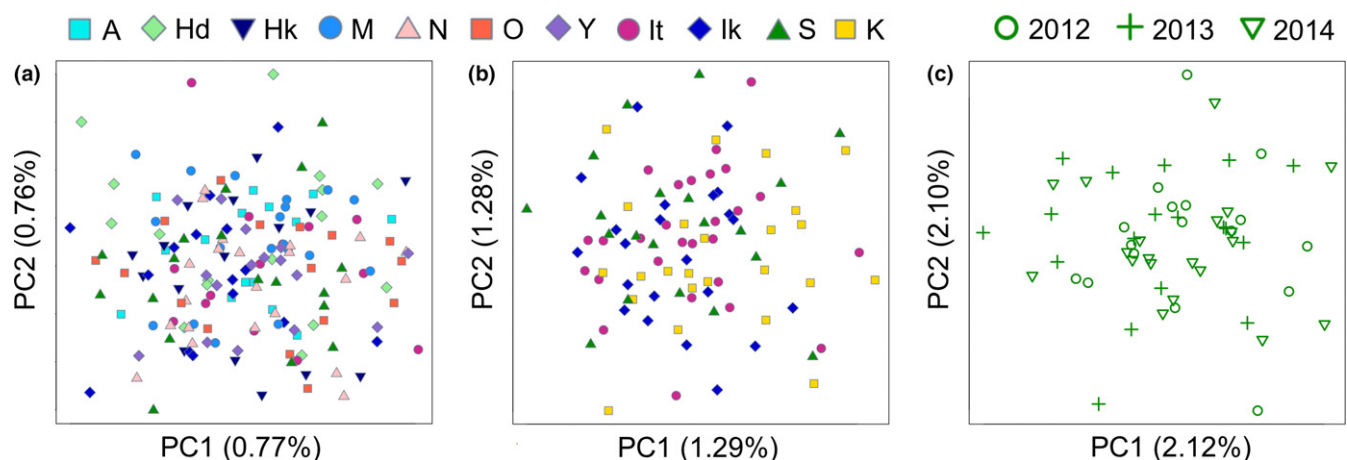 A Hd Hk M N O Y It Ik S K
2012 2013 2014
(a)
PC2 (0.76%)
PC1 (0.77%)
(b)
PC2 (1.28%)
PC1 (1.29%)
(c)
PC2 (2.10%)
PC1 (2.12%)